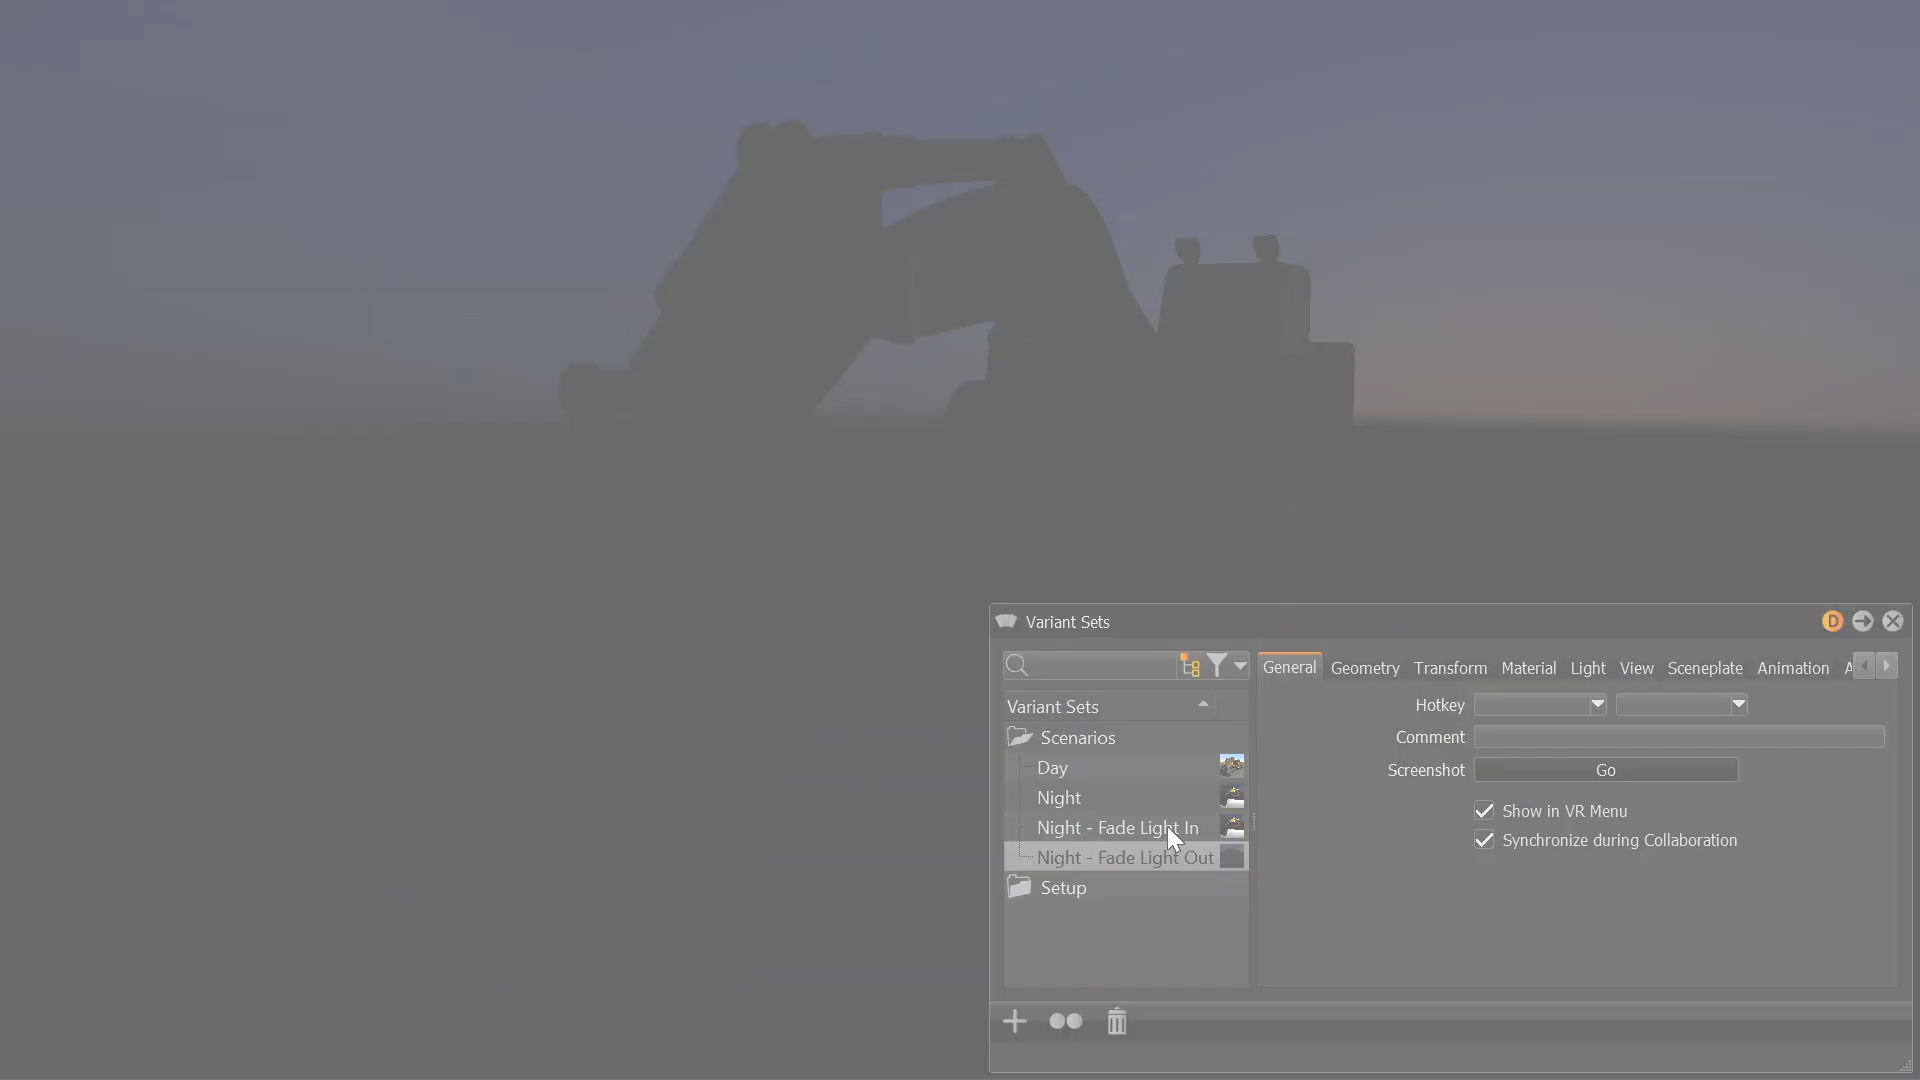 Variant Sets
D
General Geometry Transform Material Light View Sceneplate Animation
Variant Sets
Scenarios
Day
Night
Night - Fade Light In
Night - Fade Light Out
Setup
Hotkey
Comment
Screenshot Go
Show in VR Menu
Synchronize during Collaboration